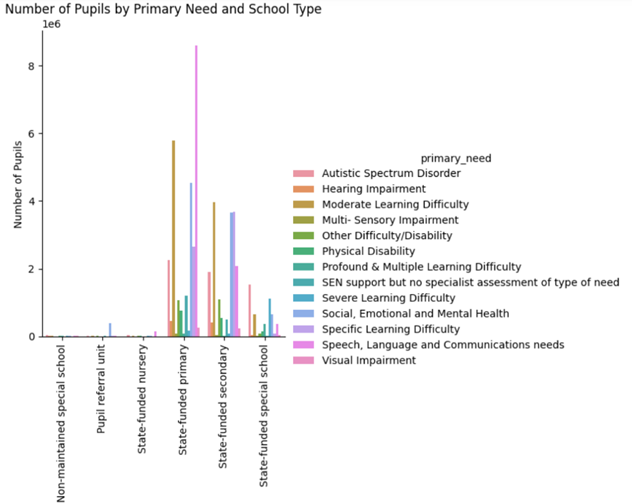 Number of Pupils by Primary Need and School Type
1e6
8
6
4
2
0
Number of Pupils
Non-maintained special school
Pupil referral unit
State-funded nursery
State-funded primary
State-funded secondary
State-funded special school
primary_need
Autistic Spectrum Disorder
Hearing Impairment
Moderate Learning Difficulty
Multi- Sensory Impairment
Other Difficulty/Disability
Physical Disability
Profound & Multiple Learning Difficulty
SEN support but no specialist assessment of type of need
Severe Learning Difficulty
Social, Emotional and Mental Health
Specific Learning Difficulty
Speech, Language and Communications needs
Visual Impairment